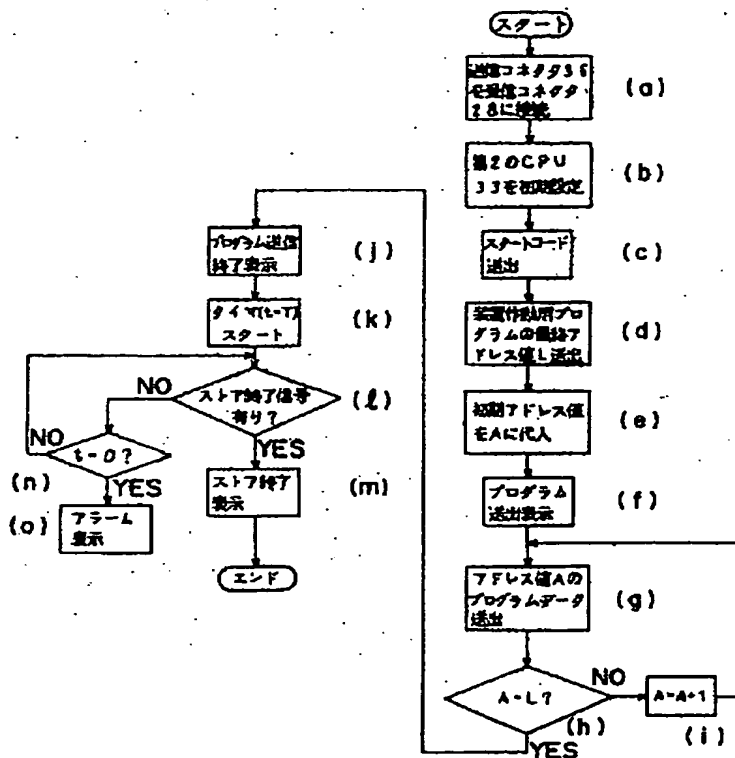 スタート
送信コネクタ36
を受信コネクタ
28に接続
(a)
第2のCPU
33を初期設定
(b)
スタートコード
送出
(c)
装置作動用プロ
グラムの最終ア
ドレス値L送出
(d)
初期アドレス値
をAに代入
(e)
プログラム
送出表示
(f)
アドレス値Aの
プログラムデータ
送出
(g)
A=L?
(h)
NO
A=A+1
(i)
YES
プログラム送信
終了表示
(j)
タイマ(t=T)
スタート
(k)
ストア終了信号
有り?
(ℓ)
NO
YES
ストア終了
表示
(m)
エンド
t=0?
(n)
NO
YES
アラーム
表示
(o)